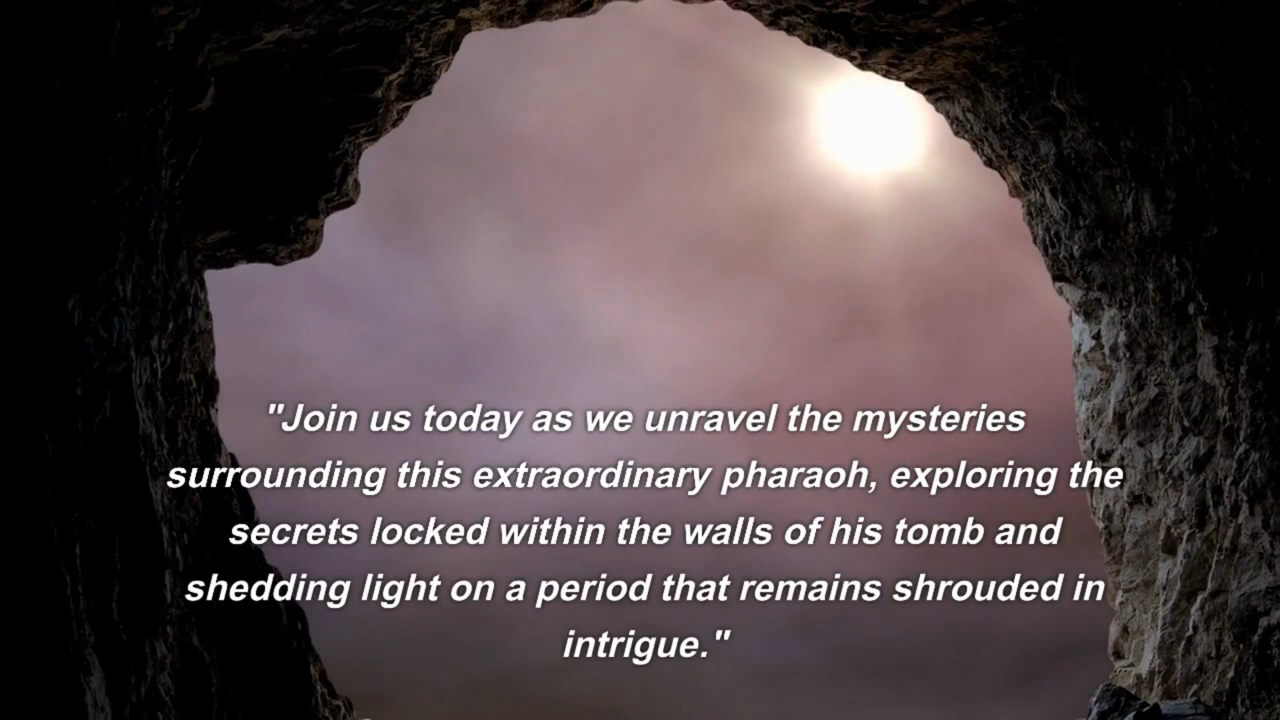 "Join us today as we unravel the mysteries
surrounding this extraordinary pharaoh, exploring the
secrets locked within the walls of his tomb and
shedding light on a period that remains shrouded in
intrigue."